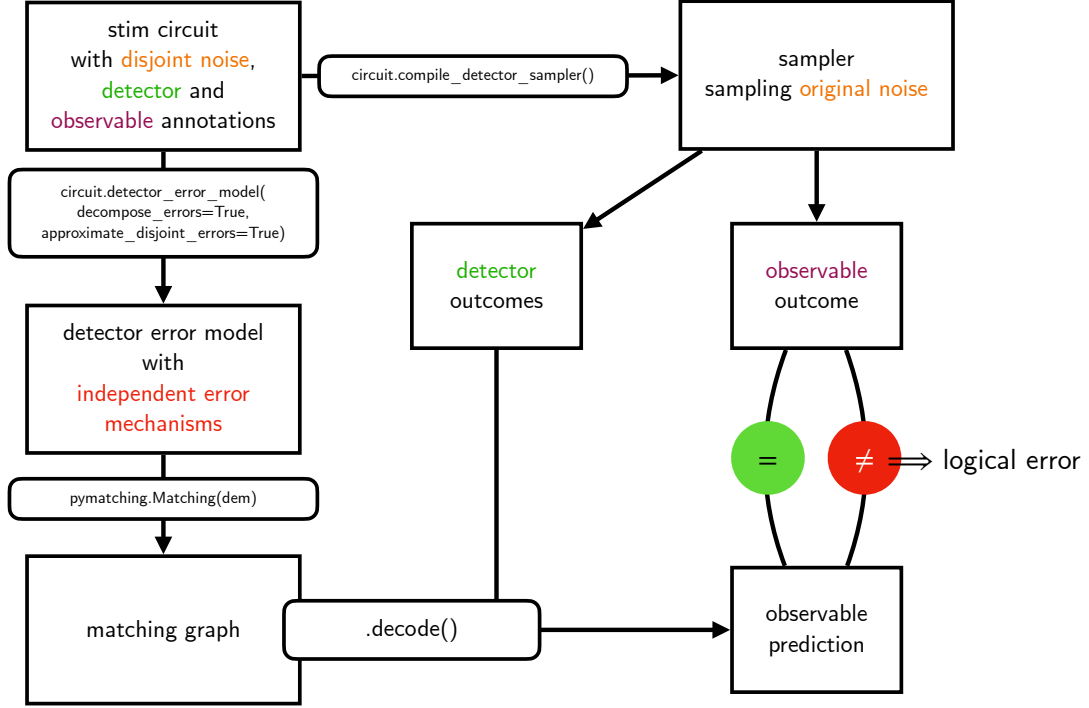 stim circuit
with disjoint noise,
detector and
observable annotations
circuit.compile_detector_sampler()
sampler
sampling original noise
circuit.detector_error_model(
decompose_errors=True,
approximate_disjoint_errors=True)
detector
outcomes
observable
outcome
detector error model
with
independent error
mechanisms
= ≠ ⟹ logical error
pymatching.Matching(dem)
matching graph
.decode()
observable
prediction